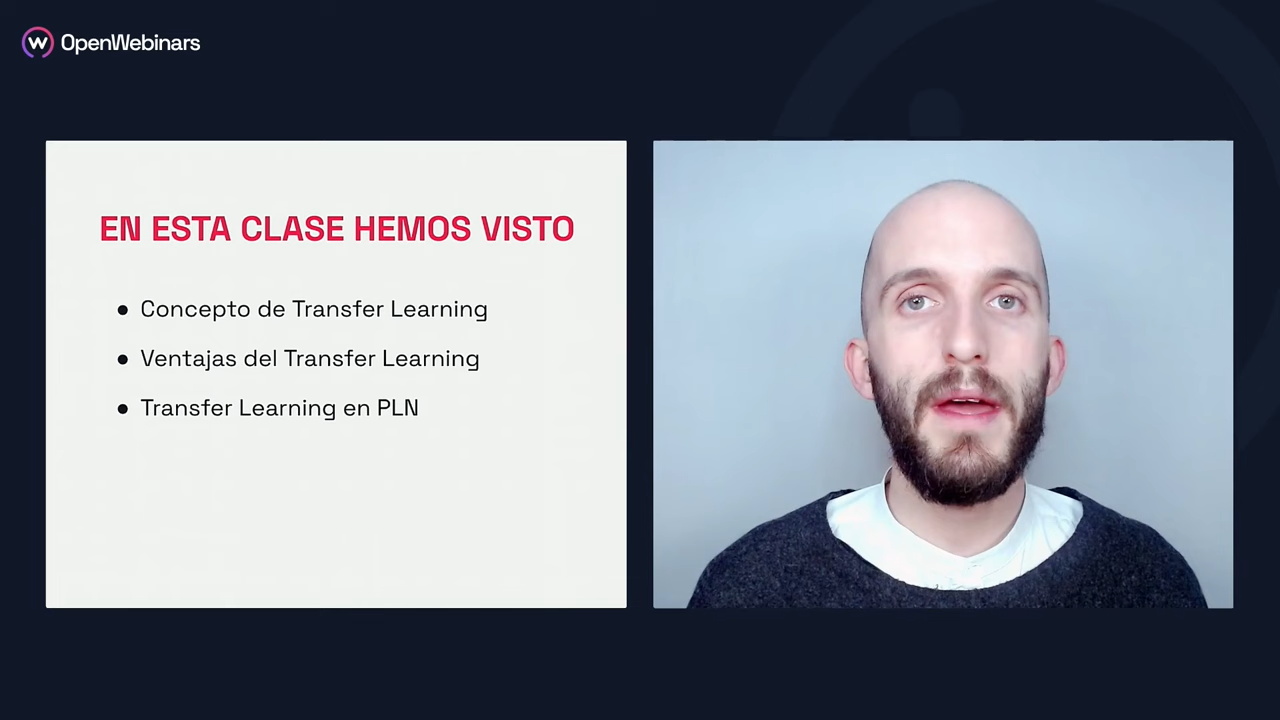 OpenWebinars
EN ESTA CLASE HEMOS VISTO
● Concepto de Transfer Learning
● Ventajas del Transfer Learning
● Transfer Learning en PLN